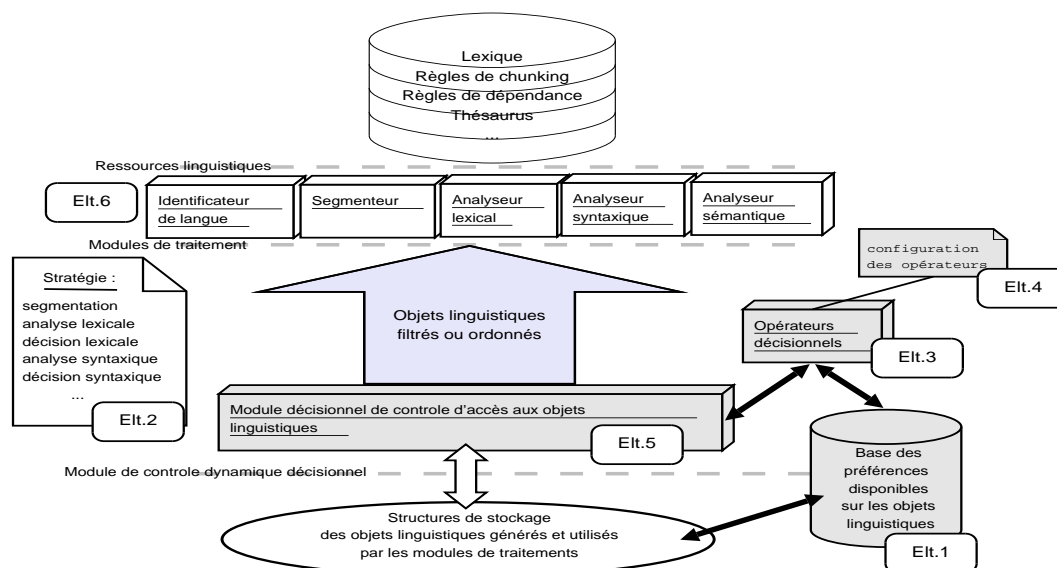 Lexique
Règles de chunking
Règles de dépendance
Thésaurus
...
Ressources linguistiques
Elt.6
Identificateur
de langue
Segmenteur
Analyseur
lexical
Analyseur
syntaxique
Analyseur
sémantique
Modules de traitement
configuration
des opérateurs
Elt.4
Stratégie :
segmentation
analyse lexicale
décision lexicale
analyse syntaxique
décision syntaxique
...
Elt.2
Objets linguistiques
filtrés ou ordonnés
Opérateurs
décisionnels
Elt.3
Module décisionnel de controle d'accès aux objets
linguistiques
Elt.5
Module de controle dynamique décisionnel
Base des
préférences
disponibles
sur les objets
linguistiques
Elt.1
Structures de stockage
des objets linguistiques générés et utilisés
par les modules de traitements